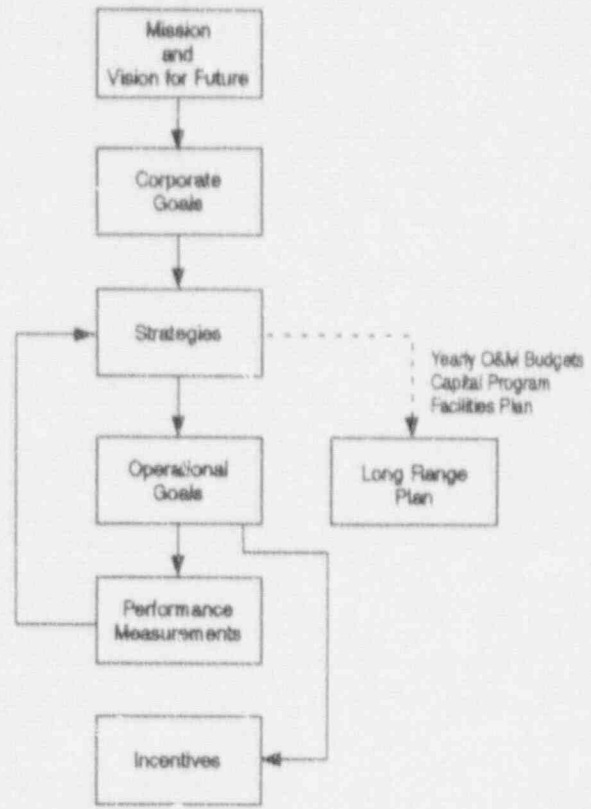 Mission
and
Vision for Future
Corporate
Goals
Strategies
Yearly O&M Budgets
Capital Program
Facilities Plan
Operational
Goals
Long Range
Plan
Performance
Measurements
Incentives